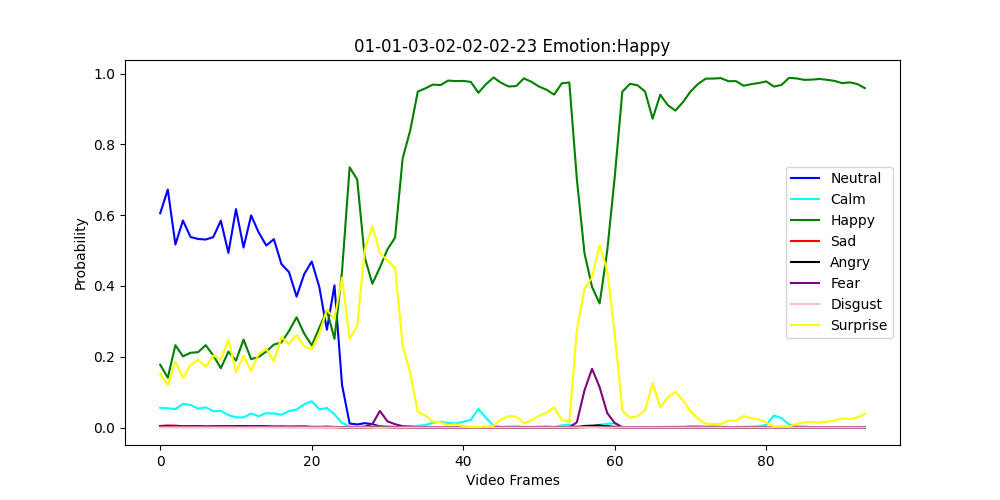 01-01-03-02-02-02-23 Emotion:Happy
1.0
0.8
0.6
0.4
0.2
0.0
Probability
0 20 40 60 80
Video Frames
Neutral
Calm
Happy
Sad
Angry
Fear
Disgust
Surprise